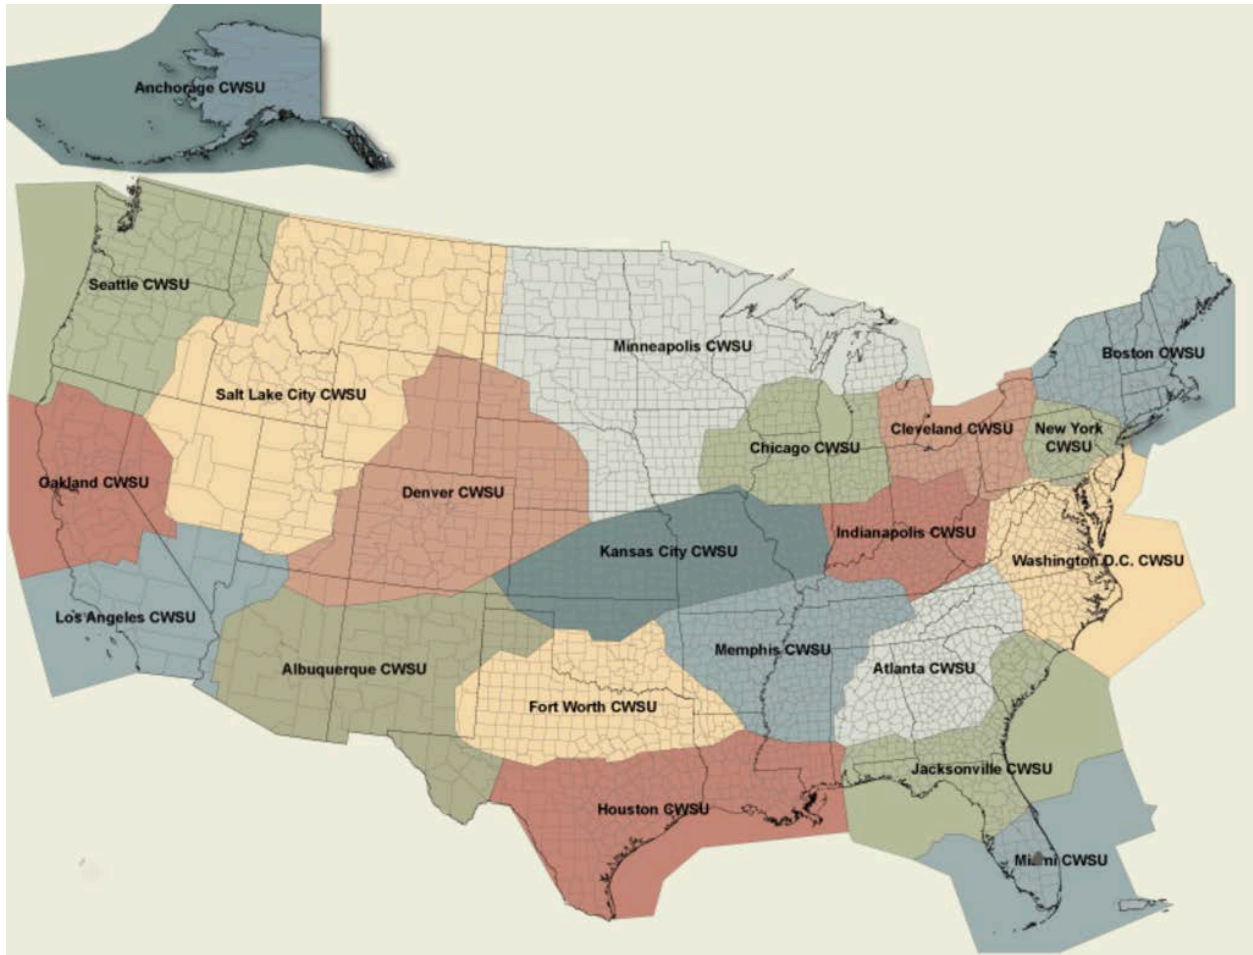 Anchorage CWSU
Seattle CWSU
Minneapolis CWSU
Boston CWSU
Salt Lake City CWSU
Cleveland CWSU
New York
CWSU
Chicago CWSU
Oakland CWSU
Denver CWSU
Indianapolis CWSU
Kansas City CWSU
Washington D.C. CWSU
Los Angeles CWSU
Memphis CWSU
Albuquerque CWSU
Atlanta CWSU
Fort Worth CWSU
Jacksonville CWSU
Houston CWSU
Miami CWSU